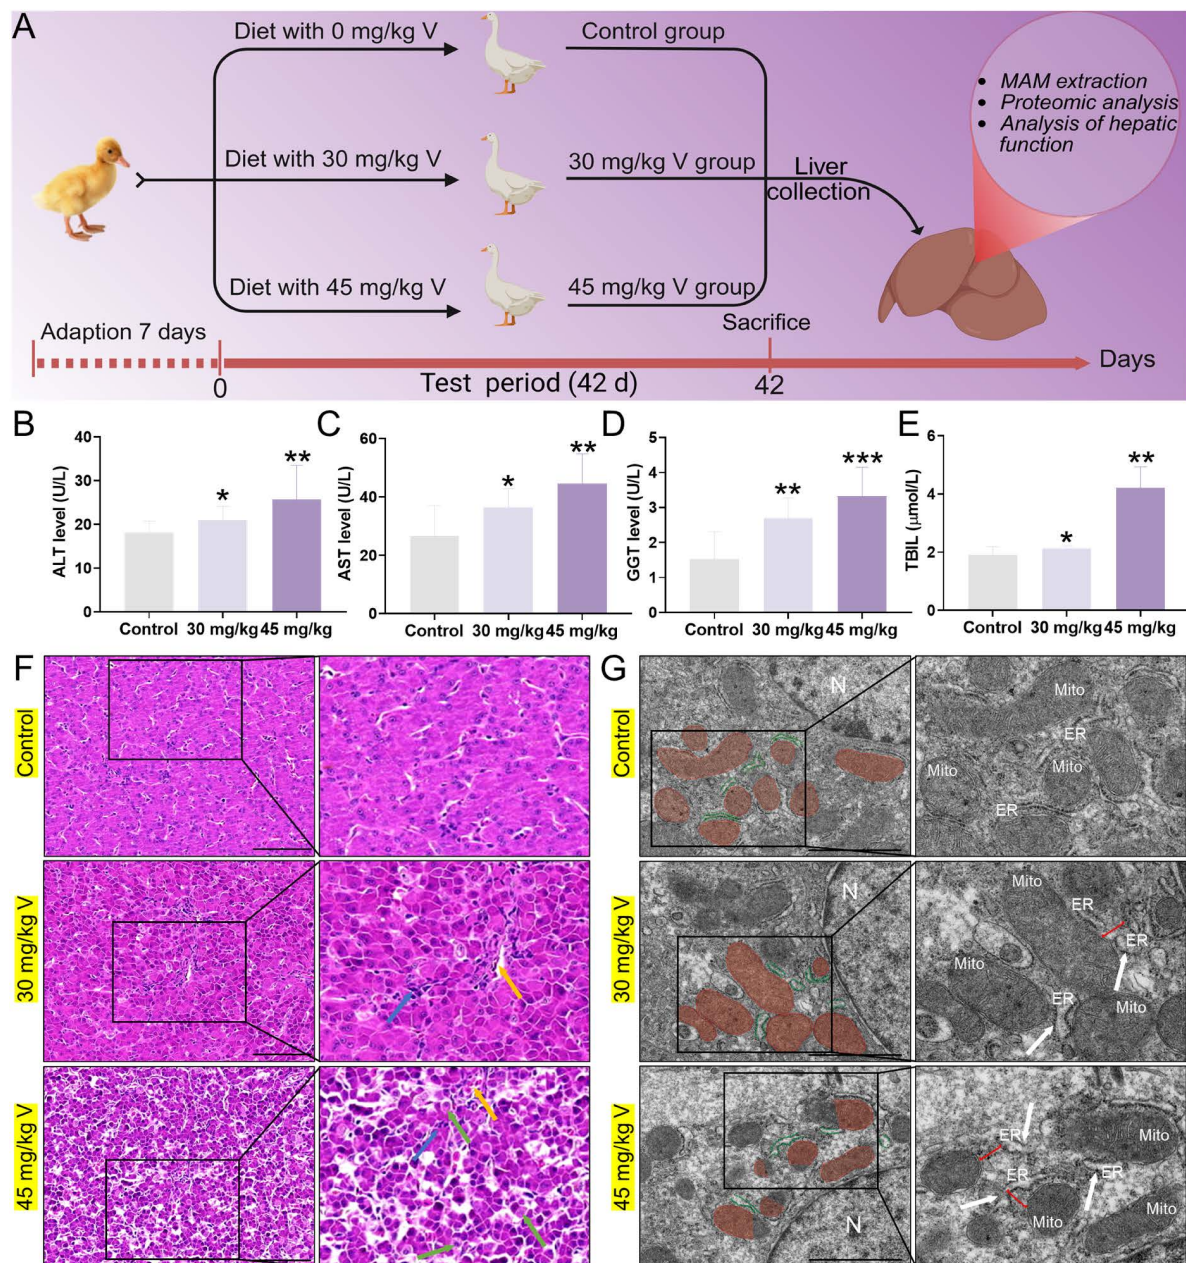 A
Diet with 0 mg/kg V
Control group
Diet with 30 mg/kg V
30 mg/kg V group
Diet with 45 mg/kg V
45 mg/kg V group
Liver
collection
• MAM extraction
• Proteomic analysis
• Analysis of hepatic
function
Adaption 7 days
Sacrifice
0
Test period (42 d)
42
Days
B
ALT level (U/L)
40
30
20
10
0
*
**
Control 30 mg/kg 45 mg/kg
C
AST level (U/L)
60
40
20
0
*
**
Control 30 mg/kg 45 mg/kg
D
GGT level (U/L)
5
4
3
2
1
0
**
***
Control 30 mg/kg 45 mg/kg
E
TBIL (μmol/L)
6
4
2
0
*
**
Control 30 mg/kg 45 mg/kg
F
Control
30 mg/kg V
45 mg/kg V
G
Control
N
Mito
ER
Mito
Mito
ER
30 mg/kg V
N
Mito
ER
ER
Mito
ER
Mito
45 mg/kg V
N
ER
Mito
ER
ER
Mito
Mito